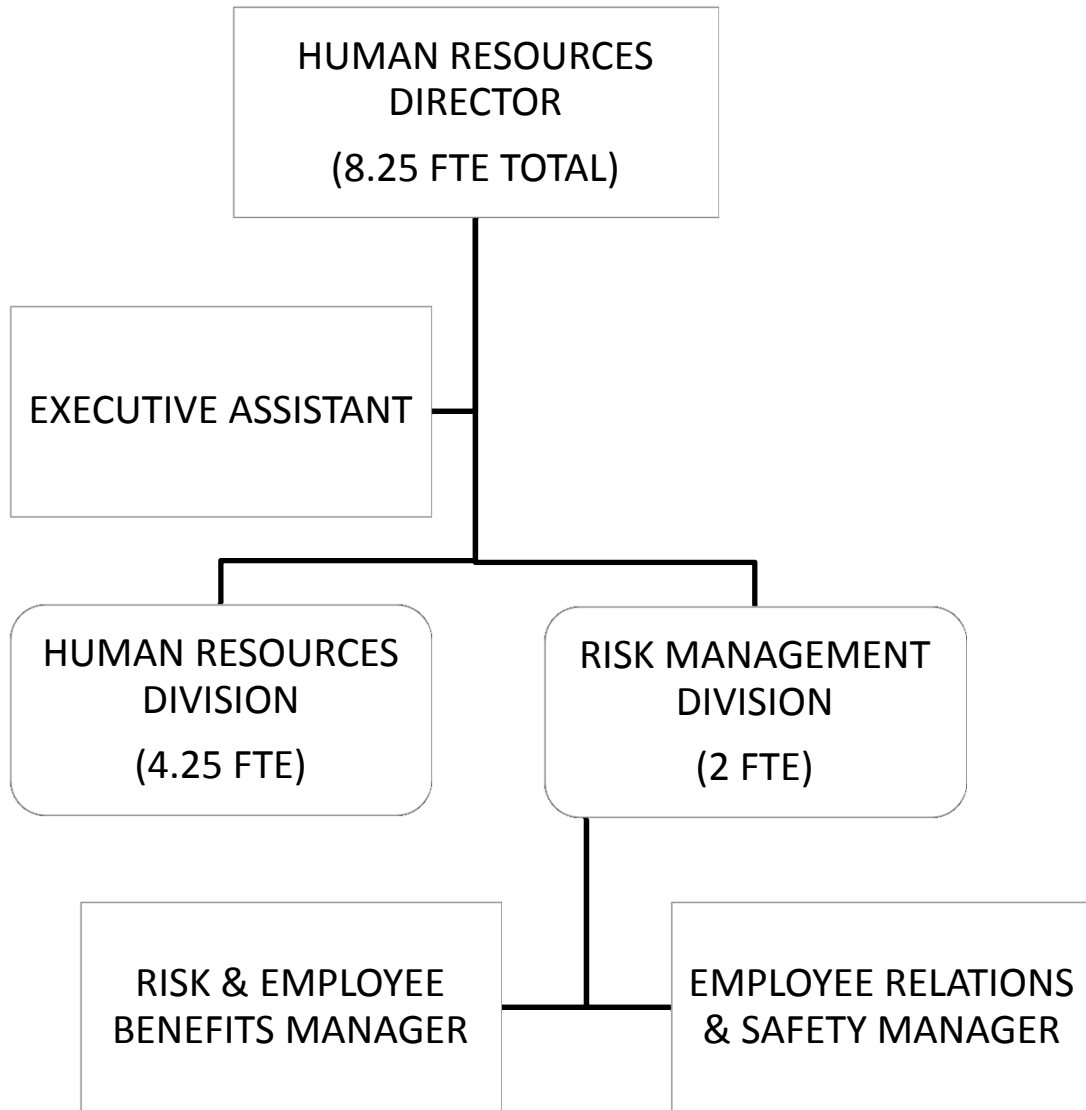 HUMAN RESOURCES
DIRECTOR
(8.25 FTE TOTAL)
EXECUTIVE ASSISTANT
HUMAN RESOURCES
DIVISION
(4.25 FTE)
RISK MANAGEMENT
DIVISION
(2 FTE)
RISK & EMPLOYEE
BENEFITS MANAGER
EMPLOYEE RELATIONS
& SAFETY MANAGER